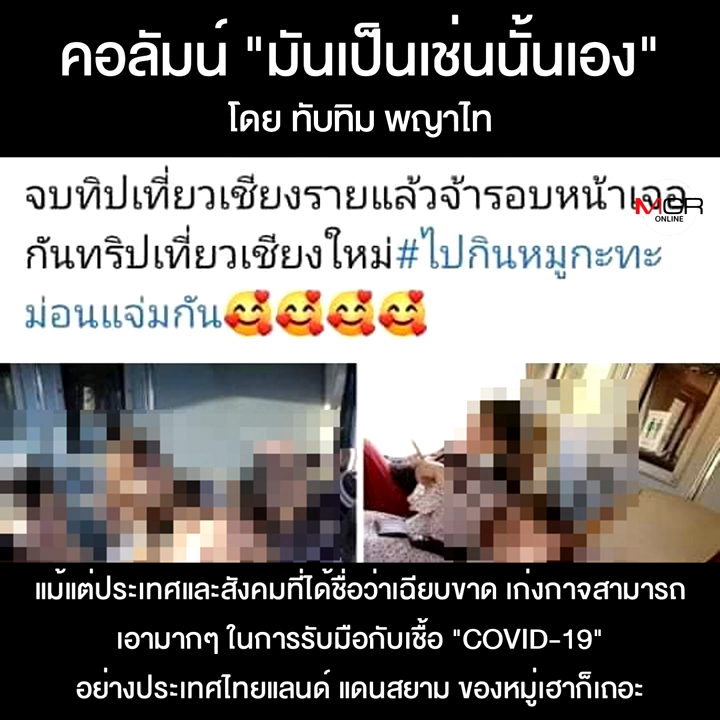 คอลัมน์ "มันเป็นเช่นนั้นเอง"
โดย ทับทิม พญาไท
จบทิปเที่ยวเชียงรายแล้วจ้ารอบหน้าเจอ
MGR
ONLINE
กันทริปเที่ยวเชียงใหม่#ไปกินหมูกะทะ
ม่อนแจ่มกัน🥰🥰🥰🥰
แม้แต่ประเทศและสังคมที่ได้ชื่อว่าเฉียบขาด เก่งกาจสามารถ
เอามากๆ ในการรับมือกับเชื้อ "COVID-19"
อย่างประเทศไทยแลนด์ แดนสยาม ของหมู่เฮาก็เถอะ